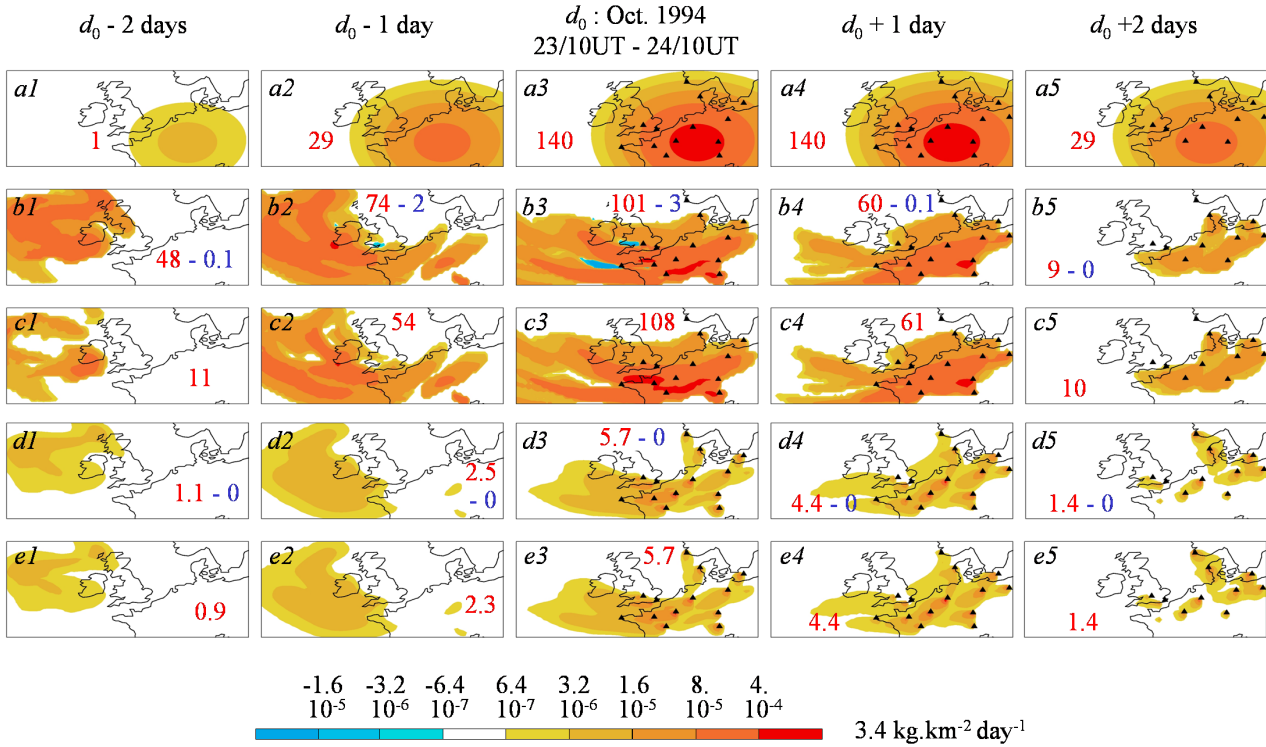 d₀ - 2 days
d₀ - 1 day
d₀ : Oct. 1994
23/10UT - 24/10UT
d₀ + 1 day
d₀ +2 days
a1
1
a2
29
a3
140
a4
140
a5
29
b1
48 - 0.1
b2
74 - 2
b3
101 - 3
b4
60 - 0.1
b5
9 - 0
c1
11
c2
54
c3
108
c4
61
c5
10
d1
1.1 - 0
d2
2.5
- 0
d3
5.7 - 0
d4
4.4 - 0
d5
1.4 - 0
e1
0.9
e2
2.3
e3
5.7
e4
4.4
e5
1.4
-1.6 -3.2 -6.4 6.4 3.2 1.6 8. 4.
10⁻⁵ 10⁻⁶ 10⁻⁷ 10⁻⁷ 10⁻⁶ 10⁻⁵ 10⁻⁵ 10⁻⁴
3.4 kg.km⁻² day⁻¹